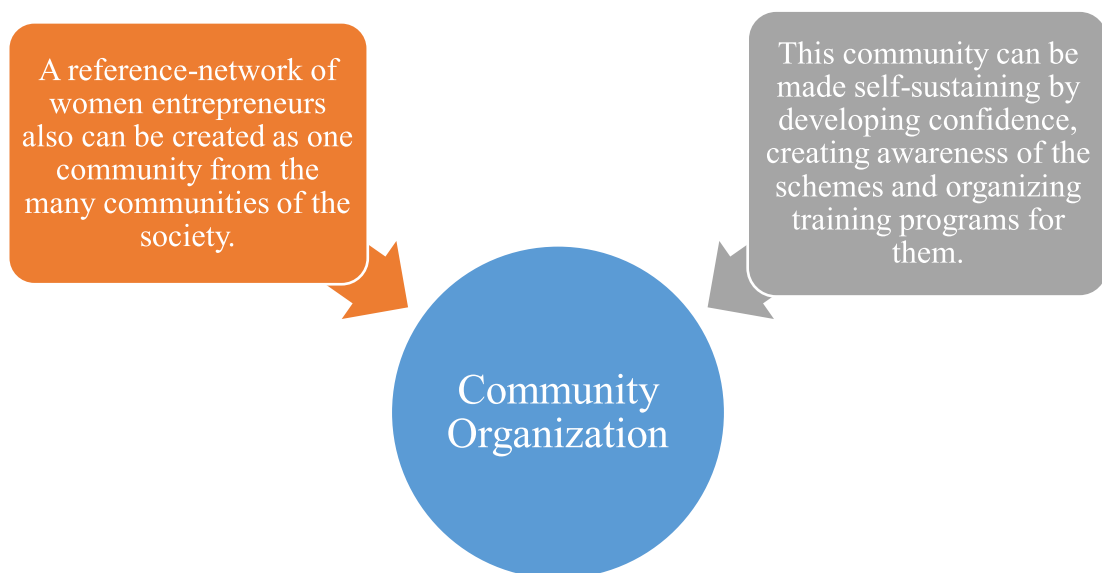 A reference-network of
women entrepreneurs
also can be created as one
community from the
many communities of the
society.
This community can be
made self-sustaining by
developing confidence,
creating awareness of the
schemes and organizing
training programs for
them.
Community
Organization